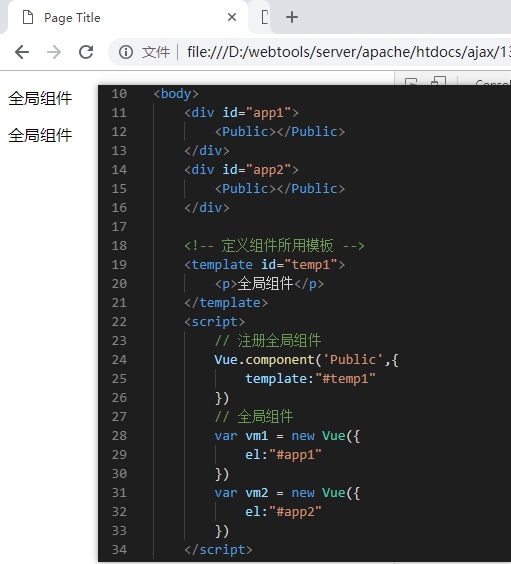 Page Title
文件
file:///D:/webtools/server/apache/htdocs/ajax/13
全局组件
全局组件
10 <body>
11 <div id="app1">
12 <Public></Public>
13 </div>
14 <div id="app2">
15 <Public></Public>
16 </div>
17
18 <!-- 定义组件所用模板 -->
19 <template id="temp1">
20 <p>全局组件</p>
21 </template>
22 <script>
23 // 注册全局组件
24 Vue.component('Public',{
25 template:"#temp1"
26 })
27 // 全局组件
28 var vm1 = new Vue({
29 el:"#app1"
30 })
31 var vm2 = new Vue({
32 el:"#app2"
33 })
34 </script>